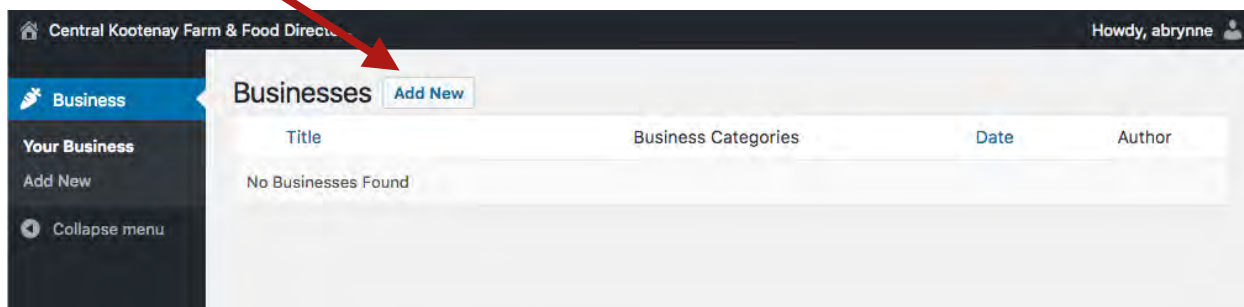 Central Kootenay Farm & Food
Howdy, abrynne
Business
Your Business
Add New
Collapse menu
Businesses Add New
Title Business Categories Date Author
No Businesses Found